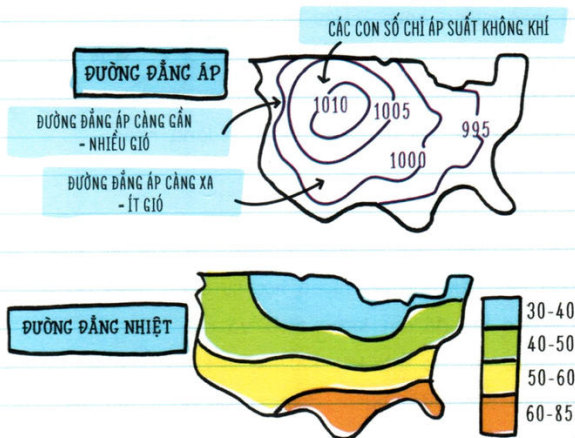 CÁC CON SỐ CHỈ ÁP SUẤT KHÔNG KHÍ
ĐƯỜNG ĐẲNG ÁP
1010
1005
995
1000
ĐƯỜNG ĐẲNG ÁP CÀNG GẦN
- NHIỀU GIÓ
ĐƯỜNG ĐẲNG ÁP CÀNG XA
- ÍT GIÓ
ĐƯỜNG ĐẲNG NHIỆT
30-40
40-50
50-60
60-85